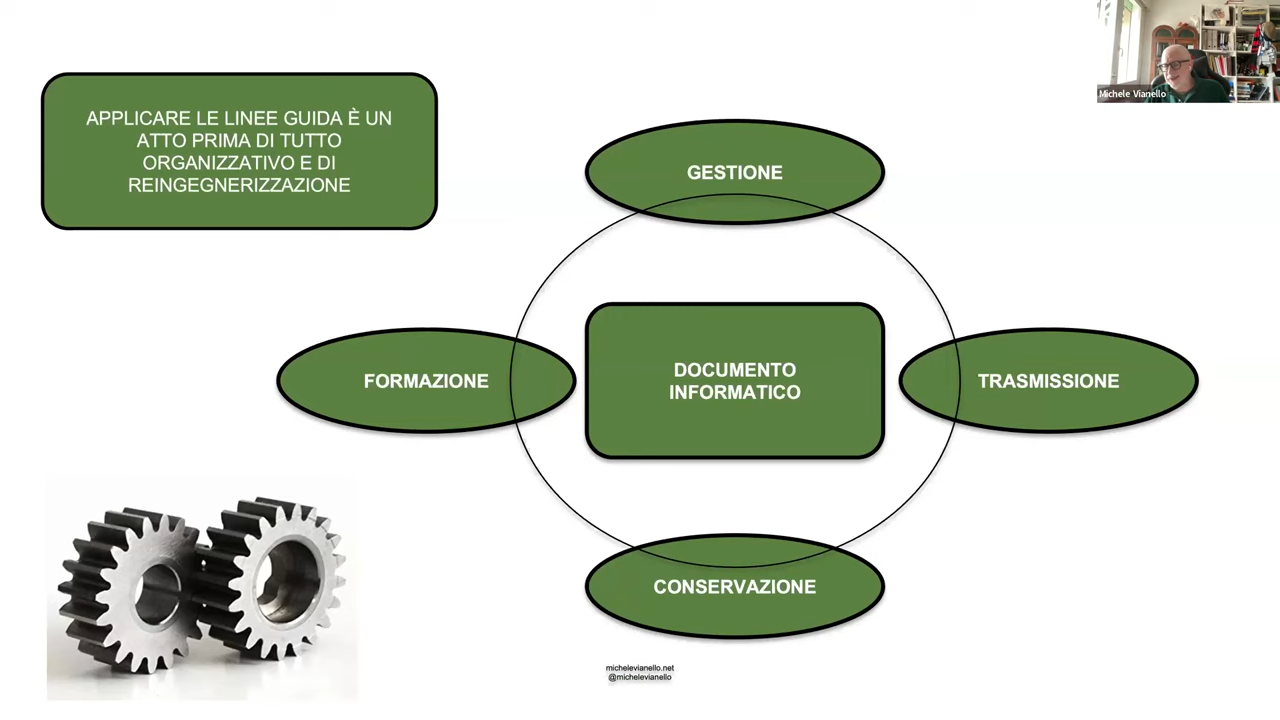 Michele Vianello
APPLICARE LE LINEE GUIDA È UN
ATTO PRIMA DI TUTTO
ORGANIZZATIVO E DI
REINGEGNERIZZAZIONE
GESTIONE
FORMAZIONE
DOCUMENTO
INFORMATICO
TRASMISSIONE
CONSERVAZIONE
michelevianello.net
@michelevianello